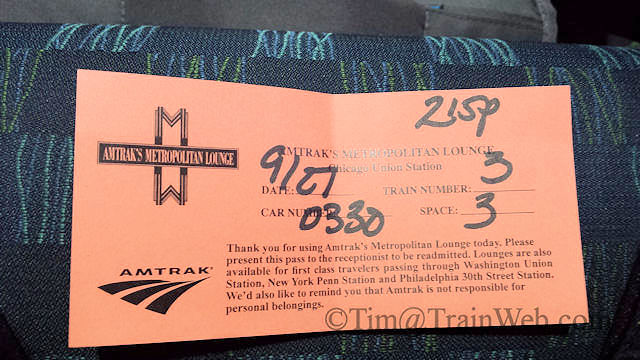 215p
AMTRAK'S METROPOLITAN LOUNGE
AMTRAK'S METROPOLITAN LOUNGE
Chicago Union Station
DATE: 9/21 TRAIN NUMBER: 3
CAR NUMBER 0330 SPACE: 3
AMTRAK
Thank you for using Amtrak's Metropolitan Lounge today. Please
present this pass to the receptionist to be readmitted. Lounges are also
available for first class travelers passing through Washington Union
Station, New York Penn Station and Philadelphia 30th Street Station.
We'd also like to remind you that Amtrak is not responsible for
personal belongings.
©Tim@TrainWeb.com